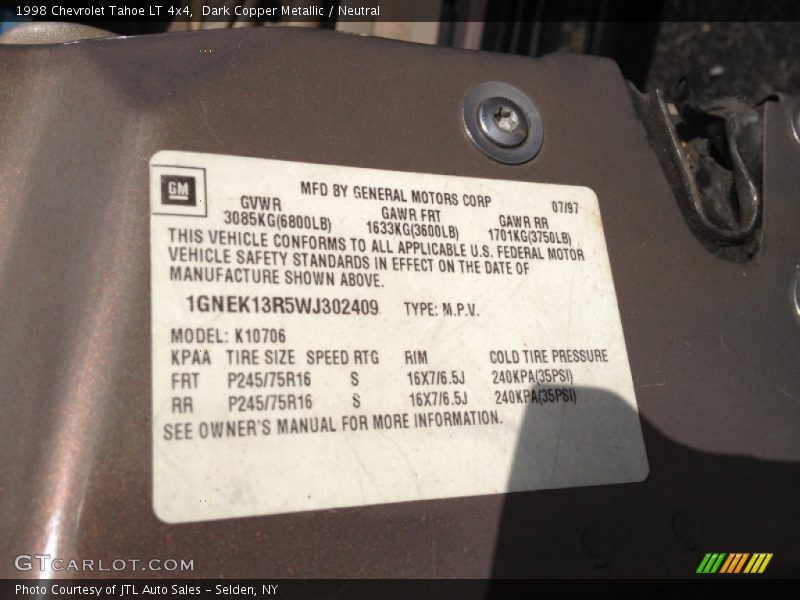 1998 Chevrolet Tahoe LT 4x4,  Dark Copper Metallic / Neutral
GM
MFD BY GENERAL MOTORS CORP 07/97
GVWR GAWR FRT GAWR RR
3085KG(6800LB) 1633KG(3600LB) 1701KG(3750LB)
THIS VEHICLE CONFORMS TO ALL APPLICABLE U.S. FEDERAL MOTOR
VEHICLE SAFETY STANDARDS IN EFFECT ON THE DATE OF
MANUFACTURE SHOWN ABOVE.
1GNEK13R5WJ302409 TYPE: M.P.V.
MODEL: K10706
KPAA TIRE SIZE SPEED RTG RIM COLD TIRE PRESSURE
FRT P245/75R16 S 16X7/6.5J 240KPA(35PSI)
RR P245/75R16 S 16X7/6.5J 240KPA(35PSI)
SEE OWNER'S MANUAL FOR MORE INFORMATION.
GTCARLOT.COM
Photo Courtesy of JTL Auto Sales - Selden, NY